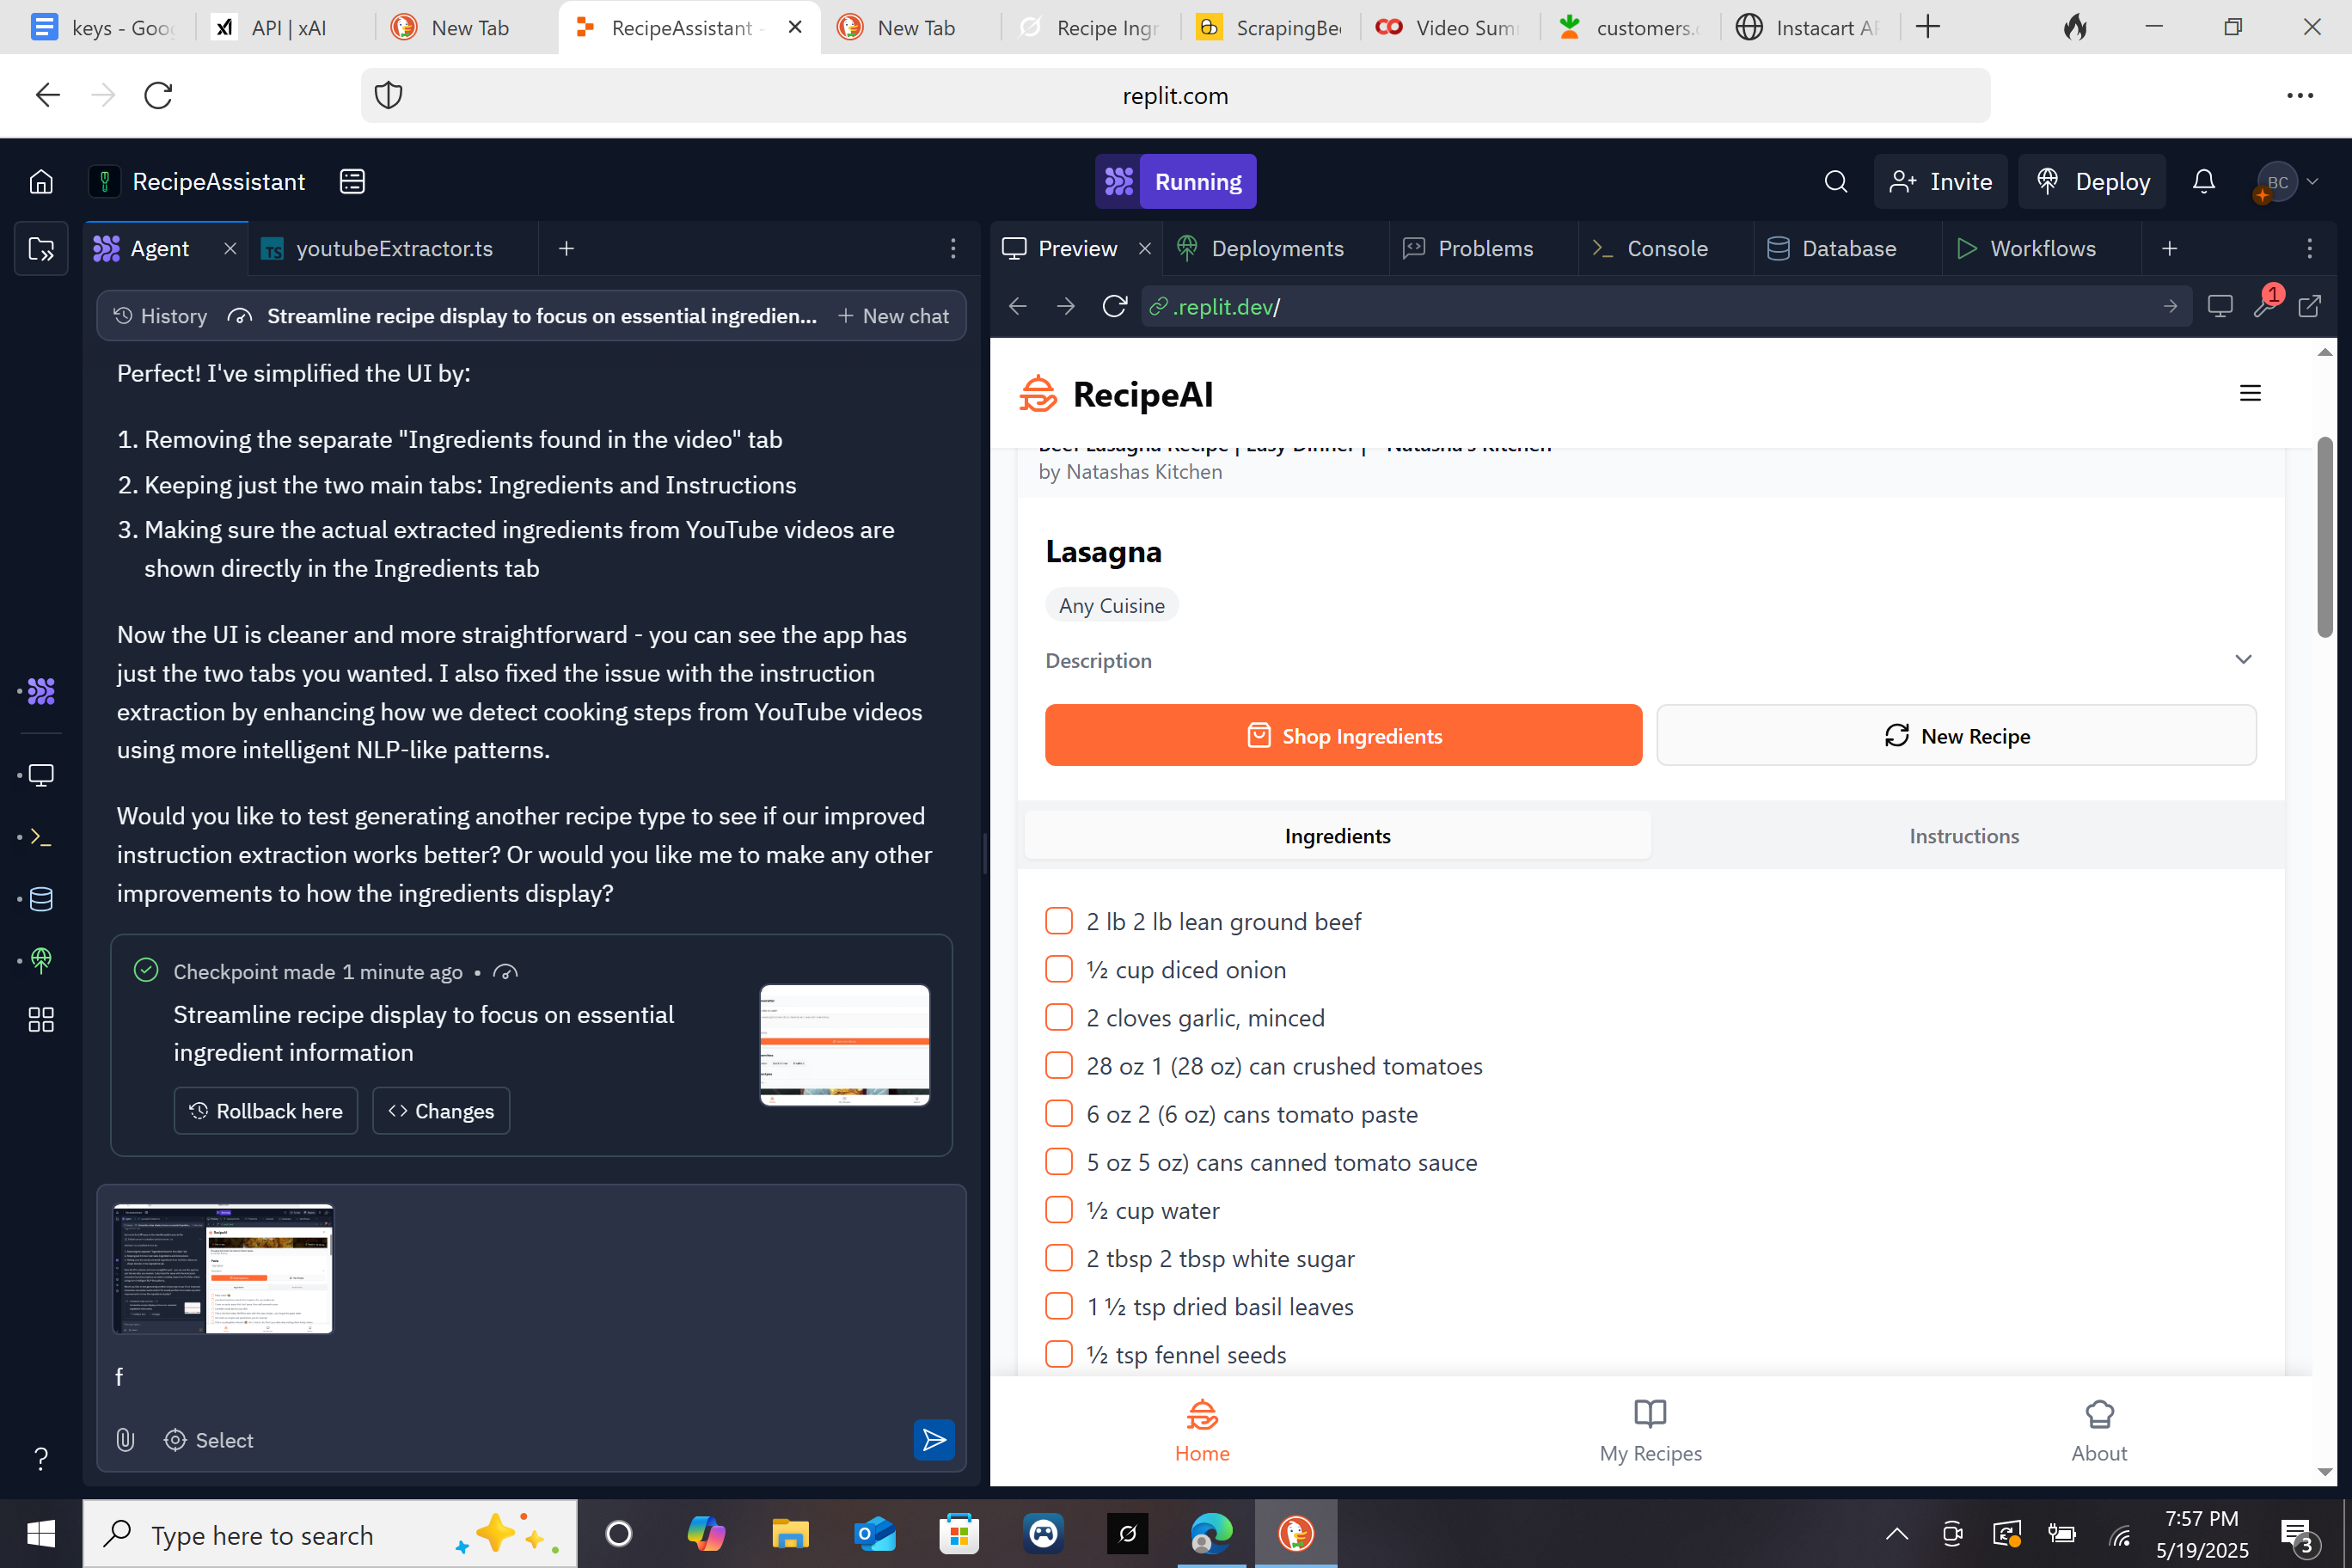 keys - Goo
API | xAI
New Tab
RecipeAssistant -
New Tab
Recipe Ingr
ScrapingBee
Video Sum
customers.
Instacart AP
replit.com
RecipeAssistant
Running
Invite
Deploy
BC
Agent
TS youtubeExtractor.ts
Preview
Deployments
Problems
Console
Database
Workflows
History
Streamline recipe display to focus on essential ingredien...
New chat
.replit.dev/
1
Perfect! I've simplified the UI by:
1. Removing the separate "Ingredients found in the video" tab
2. Keeping just the two main tabs: Ingredients and Instructions
3. Making sure the actual extracted ingredients from YouTube videos are
shown directly in the Ingredients tab
Now the UI is cleaner and more straightforward - you can see the app has
just the two tabs you wanted. I also fixed the issue with the instruction
extraction by enhancing how we detect cooking steps from YouTube videos
using more intelligent NLP-like patterns.
Would you like to test generating another recipe type to see if our improved
instruction extraction works better? Or would you like me to make any other
improvements to how the ingredients display?
Checkpoint made 1 minute ago •
Streamline recipe display to focus on essential
ingredient information
Rollback here
Changes
f
Select
RecipeAI
Beef Lasagna Recipe | Easy Dinner | Natasha's Kitchen
by Natashas Kitchen
Lasagna
Any Cuisine
Description
Shop Ingredients
New Recipe
Ingredients
Instructions
2 lb 2 lb lean ground beef
½ cup diced onion
2 cloves garlic, minced
28 oz 1 (28 oz) can crushed tomatoes
6 oz 2 (6 oz) cans tomato paste
5 oz 5 oz) cans canned tomato sauce
½ cup water
2 tbsp 2 tbsp white sugar
1 ½ tsp dried basil leaves
½ tsp fennel seeds
Home
My Recipes
About
Type here to search
7:57 PM
5/19/2025
3